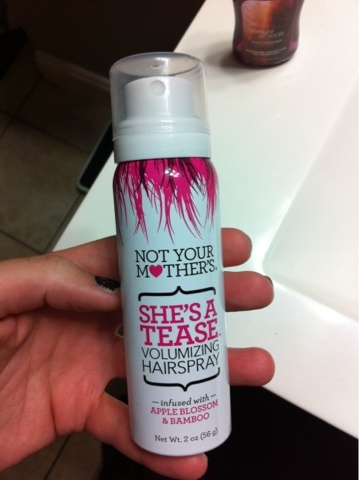 NOT YOUR
MOTHER'S
SHE'S A
TEASE
VOLUMIZING
HAIRSPRAY
— infused with —
APPLE BLOSSOM
& BAMBOO
Net Wt. 2 oz (56 g)